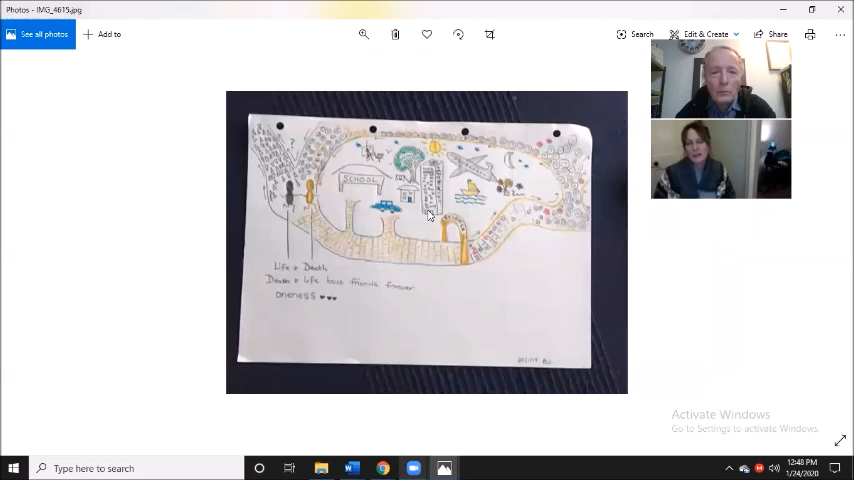 Photos - IMG_4615.jpg
See all photos
Add to
Search
Edit & Create
Share
SCHOOL
Life & Death
Death & Life best friends forever
oneness
Activate Windows
Go to Settings to activate Windows.
Type here to search
12:48 PM
1/24/2020